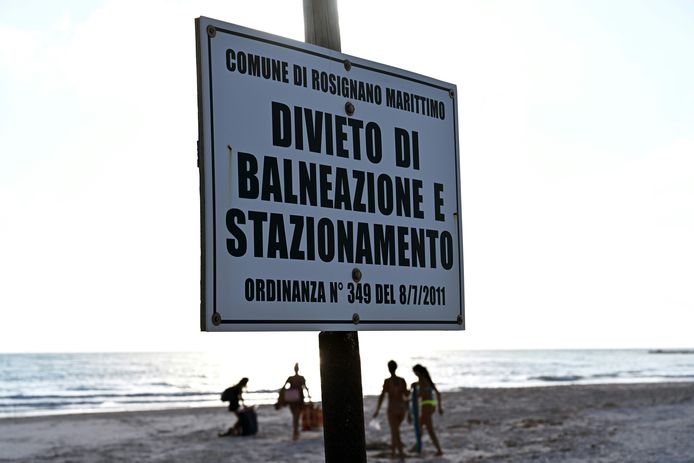 COMUNE DI ROSIGNANO MARITTIMO
DIVIETO DI
BALNEAZIONE E
STAZIONAMENTO
ORDINANZA N° 349 DEL 8/7/2011